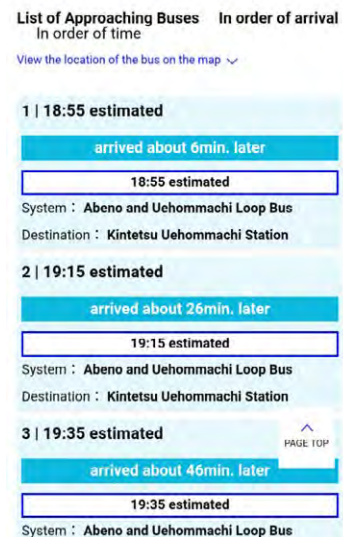 List of Approaching Buses In order of arrival
In order of time
View the location of the bus on the map
1 | 18:55 estimated
arrived about 6min. later
18:55 estimated
System： Abeno and Uehommachi Loop Bus
Destination： Kintetsu Uehommachi Station
2 | 19:15 estimated
arrived about 26min. later
19:15 estimated
System： Abeno and Uehommachi Loop Bus
Destination： Kintetsu Uehommachi Station
3 | 19:35 estimated
PAGE TOP
arrived about 46min. later
19:35 estimated
System： Abeno and Uehommachi Loop Bus